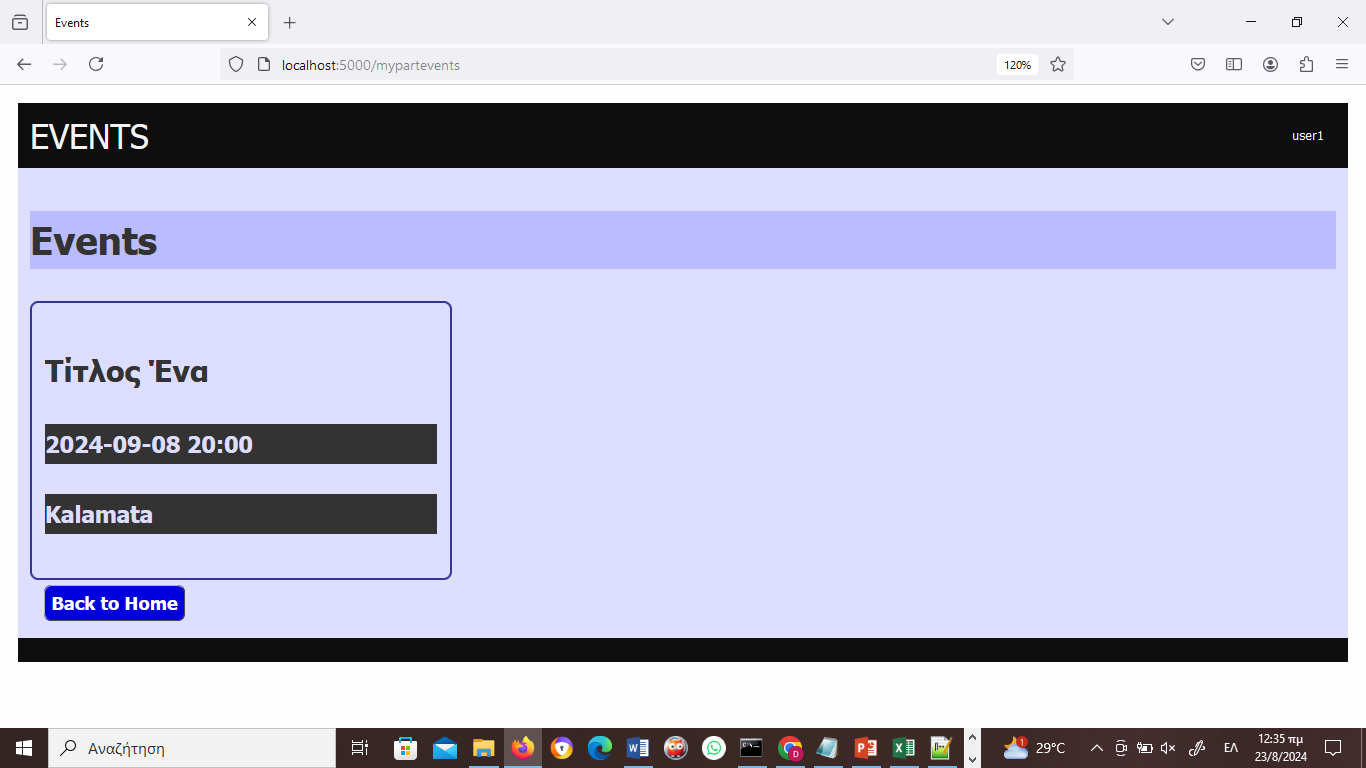 Events
localhost:5000/mypartevents
120%
EVENTS
user1
Events
Τίτλος Ένα
2024-09-08 20:00
Kalamata
Back to Home
Αναζήτηση
1
29°C
ΕΛ
12:35 πμ
23/8/2024